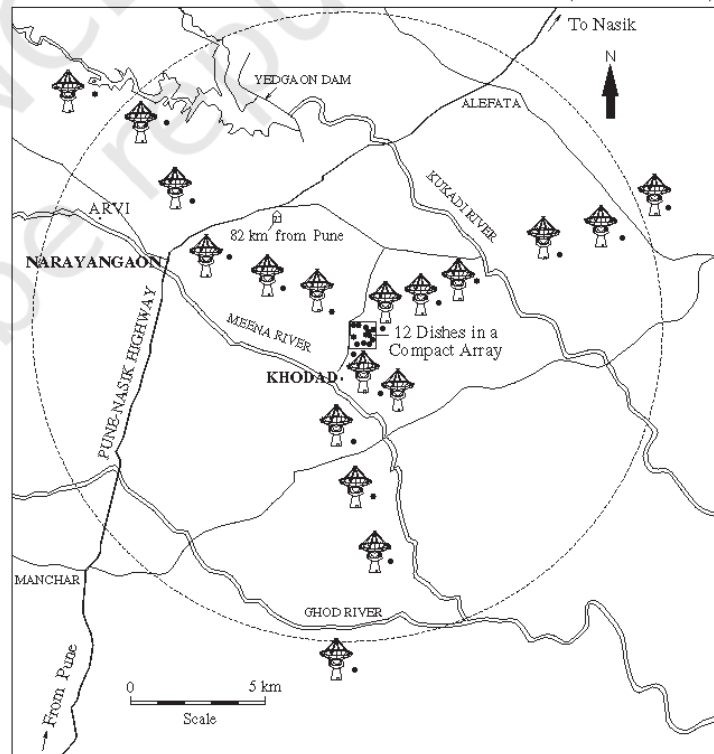 To Nasik
N
YEDGAON DAM
ALEFATA
KUKADI RIVER
ARVI
82 km from Pune
NARAYANGAON
MEENA RIVER
12 Dishes in a
Compact Array
KHODAD
PUNE-NASIK HIGHWAY
MANCHAR
GHOD RIVER
From Pune
0 5 km
Scale